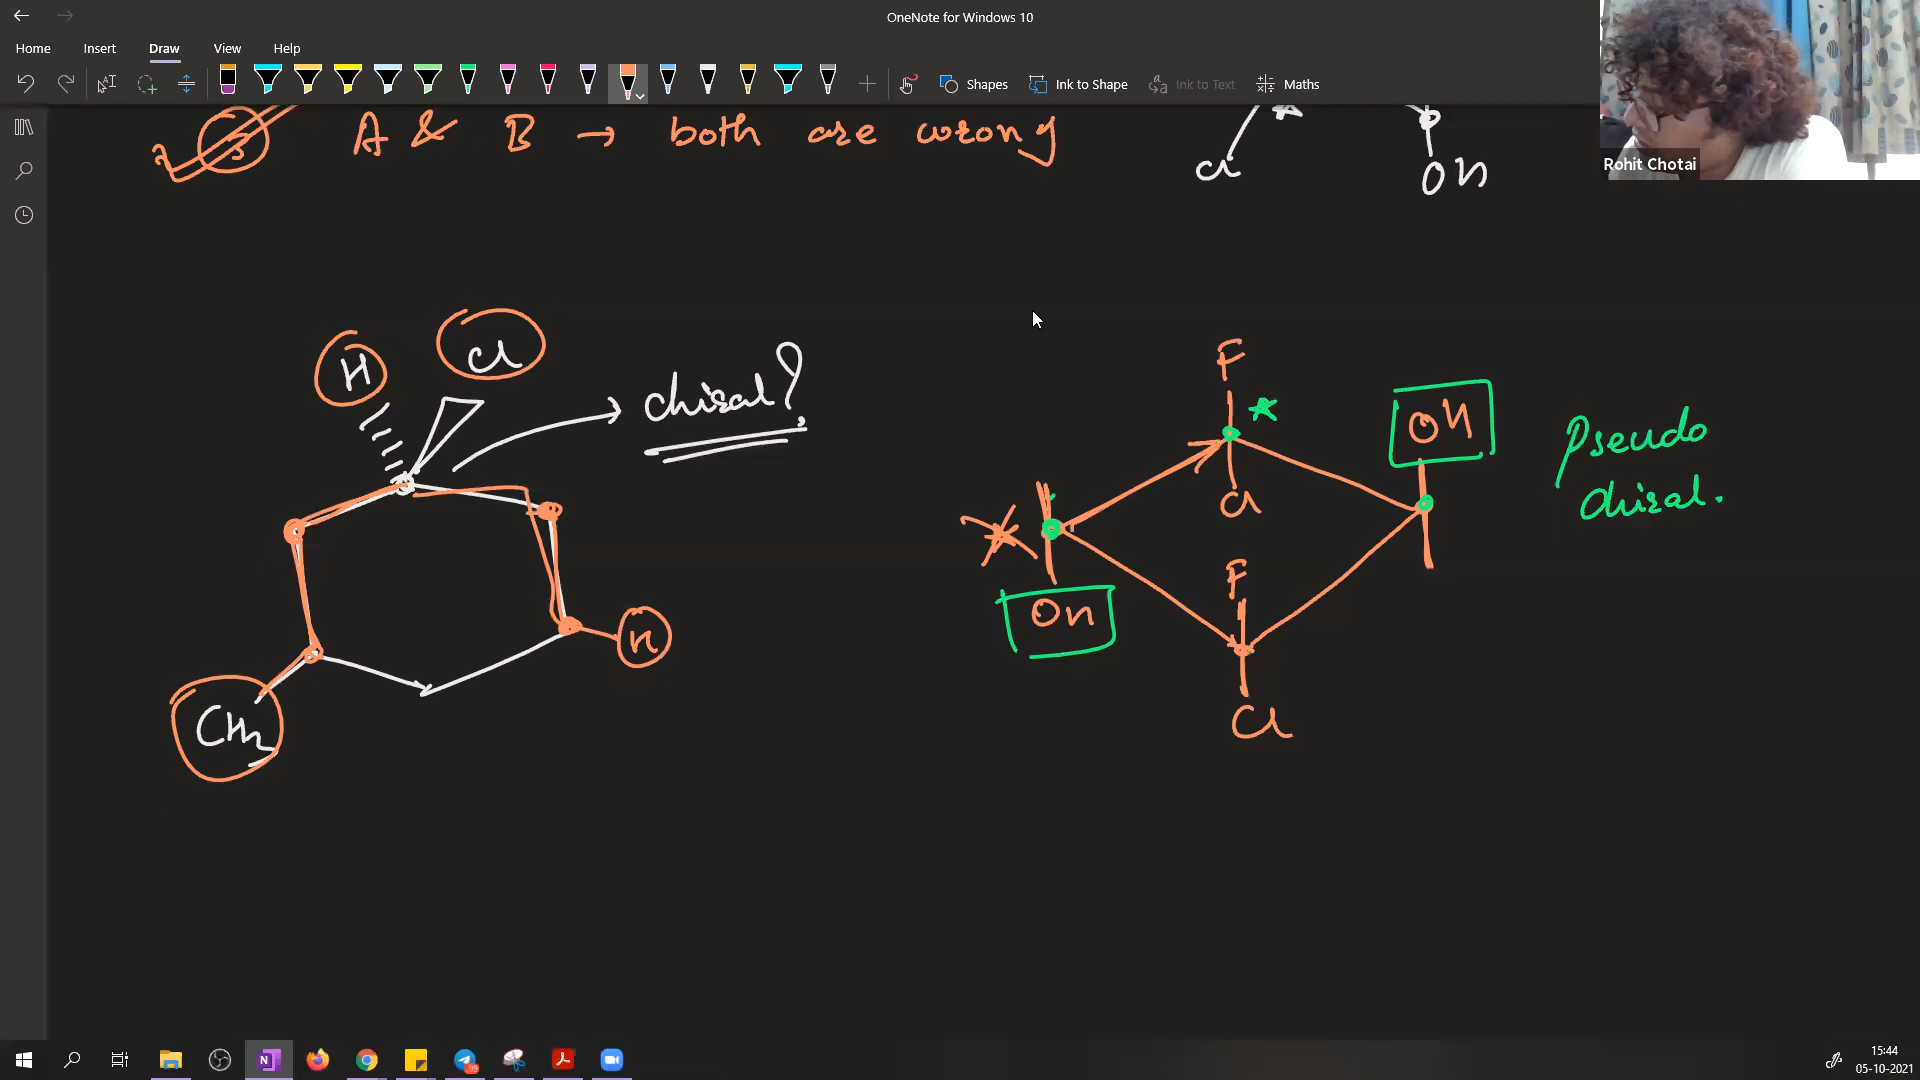 OneNote for Windows 10
Home Insert Draw View Help
Shapes Ink to Shape Ink to Text Maths
Rohit Chotai
3 A & B → both are wrong
Cl OH
H Cl
chiral?
F
OH
Pseudo
chiral.
Cl
F
OH
H
CH3
Cl
99
15:44
05-10-2021